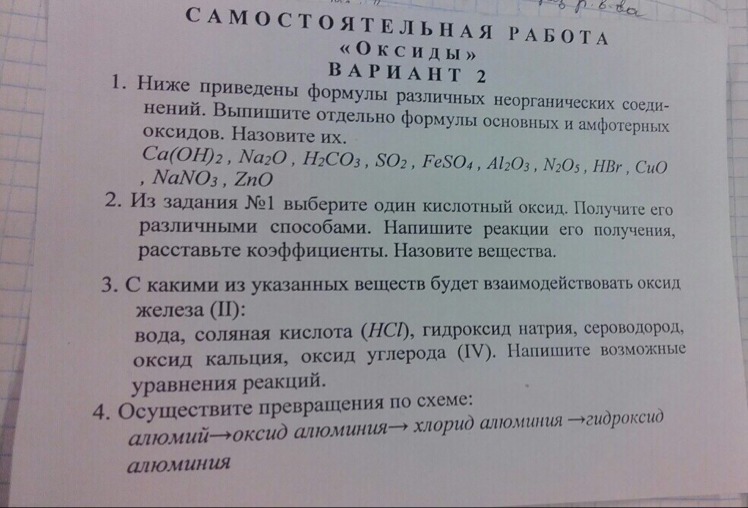 р.в.ва
САМОСТОЯТЕЛЬНАЯ РАБОТА
«Оксиды»
ВАРИАНТ 2
1. Ниже приведены формулы различных неорганических соеди-
нений. Выпишите отдельно формулы основных и амфотерных
оксидов. Назовите их.
Ca(OH)2 , Na2O , H2CO3 , SO2 , FeSO4 , Al2O3 , N2O5 , HBr , CuO
, NaNO3 , ZnO
2. Из задания №1 выберите один кислотный оксид. Получите его
различными способами. Напишите реакции его получения,
расставьте коэффициенты. Назовите вещества.
3. С какими из указанных веществ будет взаимодействовать оксид
железа (II):
вода, соляная кислота (HCl), гидроксид натрия, сероводород,
оксид кальция, оксид углерода (IV). Напишите возможные
уравнения реакций.
4. Осуществите превращения по схеме:
алюмий→оксид алюминия→ хлорид алюминия →гидроксид
алюминия